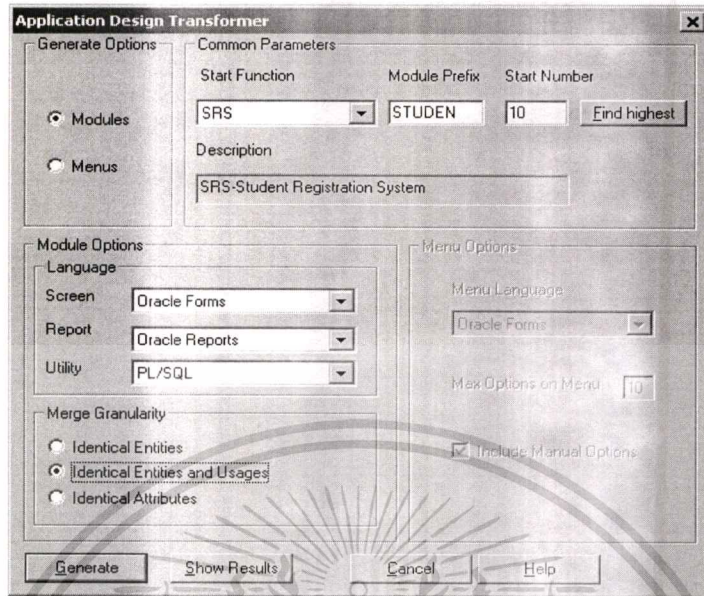 Application Design Transformer
Generate Options
Modules
Menus
Common Parameters
Start Function
Module Prefix
Start Number
SRS
STUDEN
10
Find highest
Description
SRS-Student Registration System
Module Options
Language
Screen
Oracle Forms
Report
Oracle Reports
Utility
PL/SQL
Merge Granularity
Identical Entities
Identical Entities and Usages
Identical Attributes
Menu Options
Menu Language
Oracle Forms
Max Options on Menu
10
Include Manual Options
Generate
Show Results
Cancel
Help